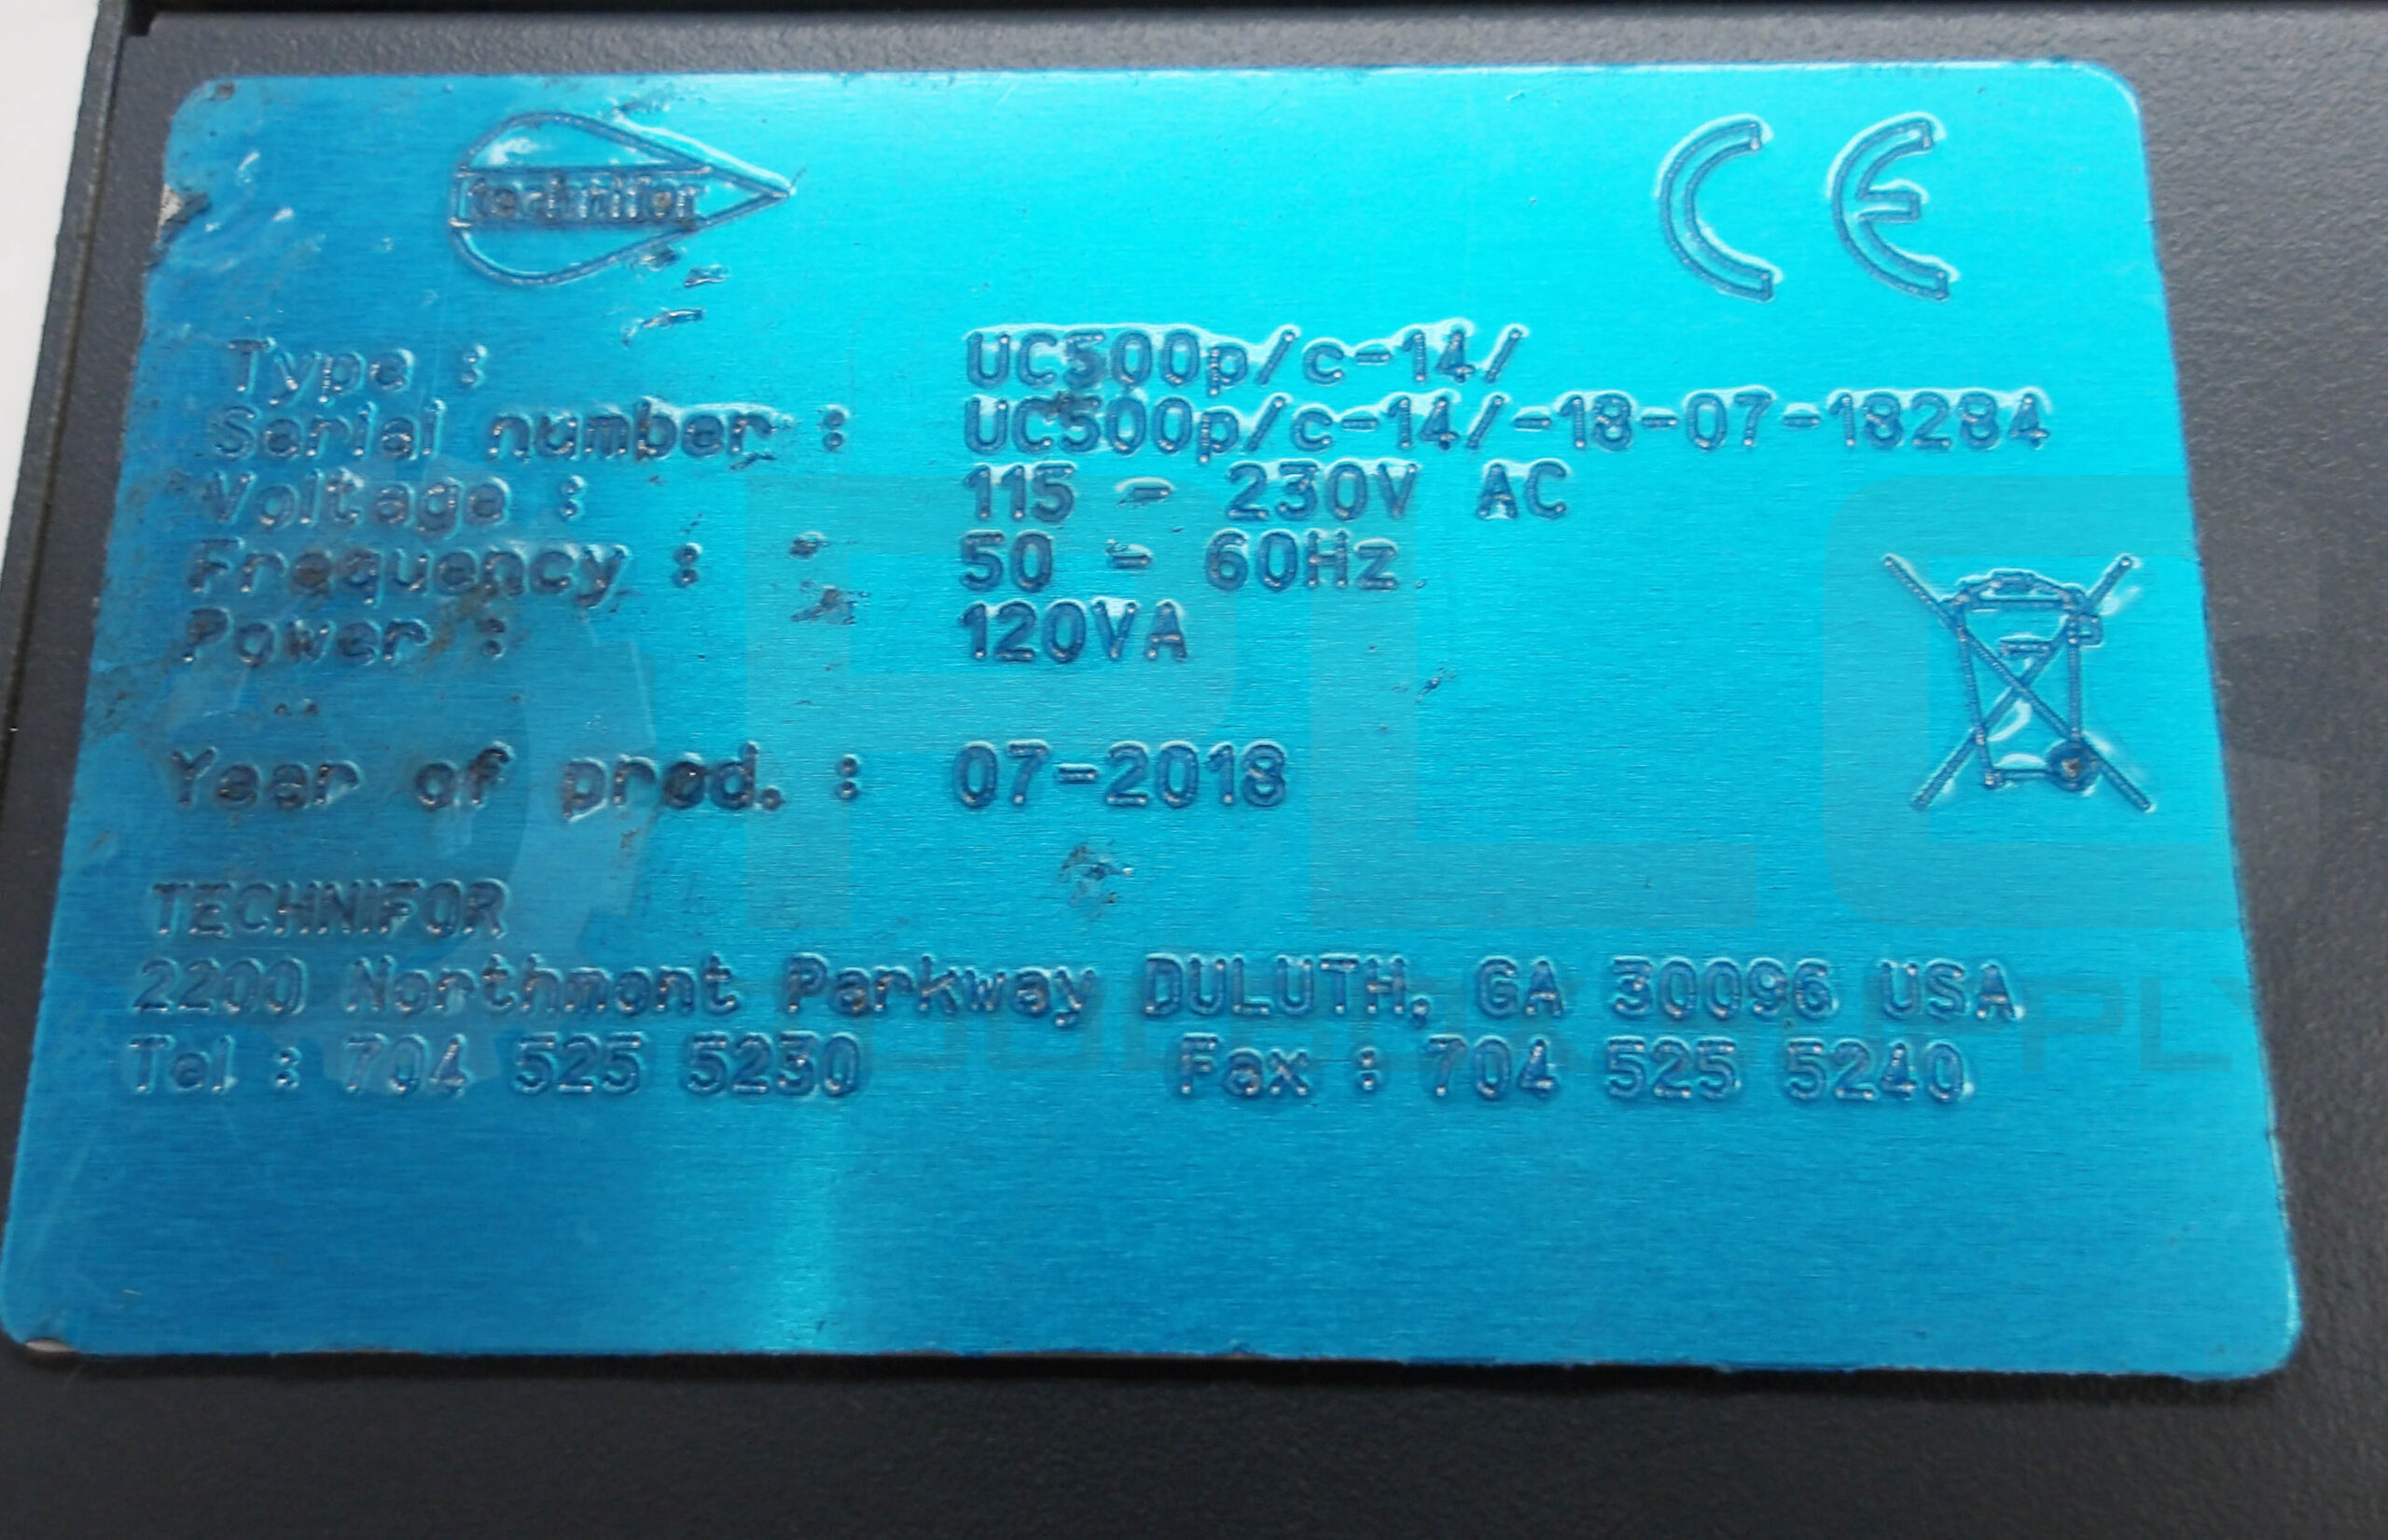 technifor CE
Type : UC500p/c-14/
Serial number : UC500p/c-14/-18-07-18284
Voltage : 115 - 230V AC
Frequency : 50 - 60Hz
Power : 120VA
Year of prod. : 07-2018
TECHNIFOR
2200 Northmont Parkway DULUTH, GA 30096 USA
Tel : 704 525 5230 Fax : 704 525 5240